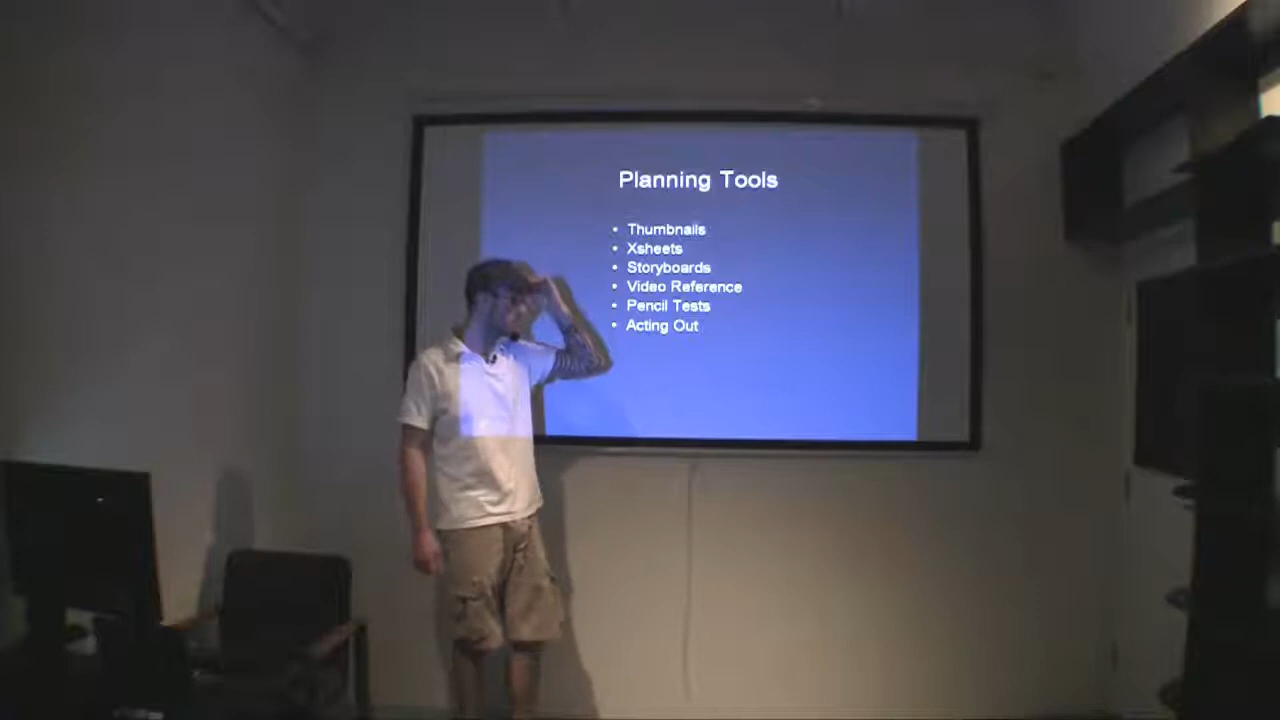 Planning Tools
• Thumbnails
• Xsheets
• Storyboards
• Video Reference
• Pencil Tests
• Acting Out